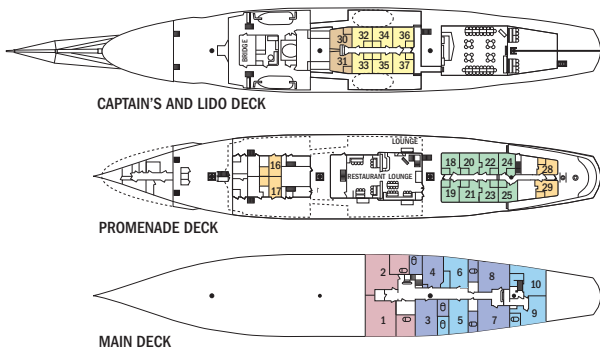 BRIDGE
30 32 34 36
31 33 35 37
CAPTAIN'S AND LIDO DECK
LOUNGE
16 18 20 22 24 28
RESTAURANT LOUNGE
17 19 21 23 25 29
PROMENADE DECK
2 4 6 8 10
1 3 5 7 9
MAIN DECK